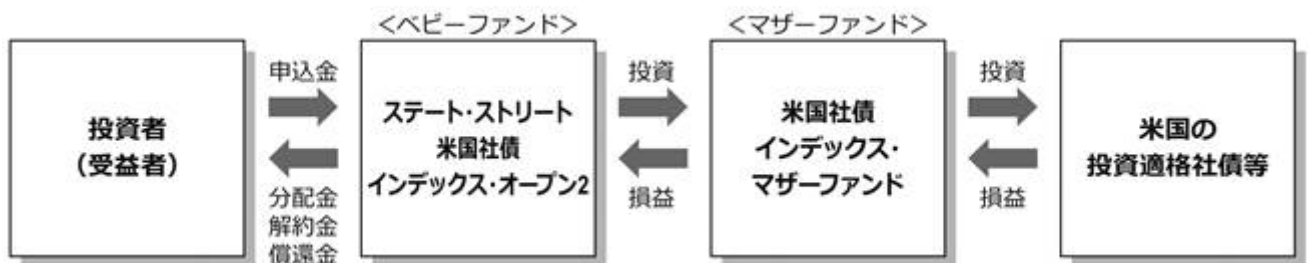 <ベビーファンド>
<マザーファンド>
投資者
(受益者)
申込金
分配金
解約金
償還金
ステート・ストリート
米国社債
インデックス・オープン2
投資
損益
米国社債
インデックス・
マザーファンド
投資
損益
米国の
投資適格社債等